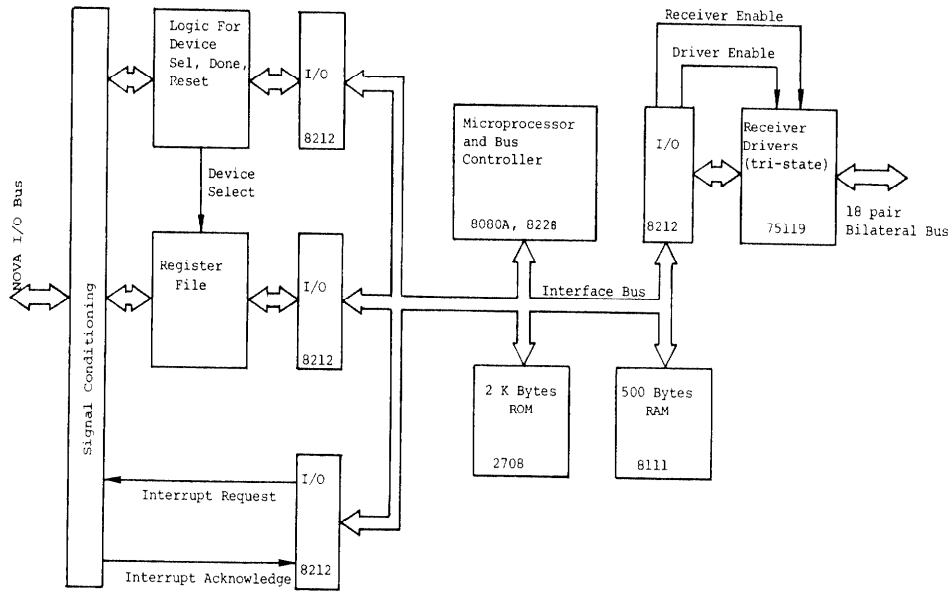 Receiver Enable
Driver Enable
Logic For
Device
Sel, Done,
Reset
I/O
8212
Microprocessor
and Bus
Controller
8080A, 8228
I/O
8212
Receiver
Drivers
(tri-state)
75119
18 pair
Bilateral Bus
Device
Select
NOVA I/O Bus
Signal Conditioning
Register
File
I/O
8212
Interface Bus
2 K Bytes
ROM
2708
500 Bytes
RAM
8111
Interrupt Request
I/O
8212
Interrupt Acknowledge